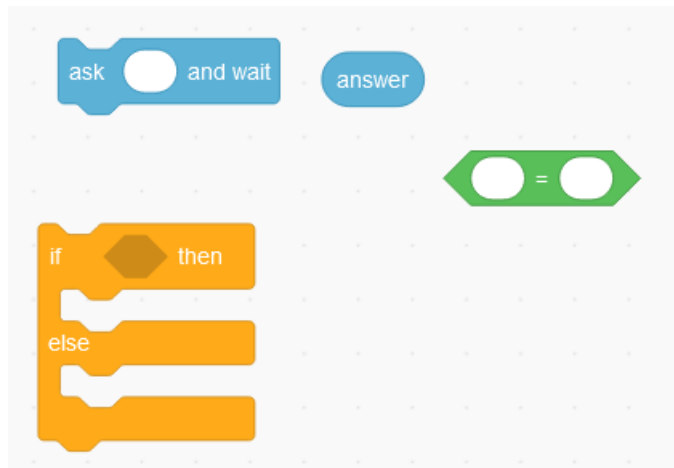 ask and wait
answer
=
if then
else